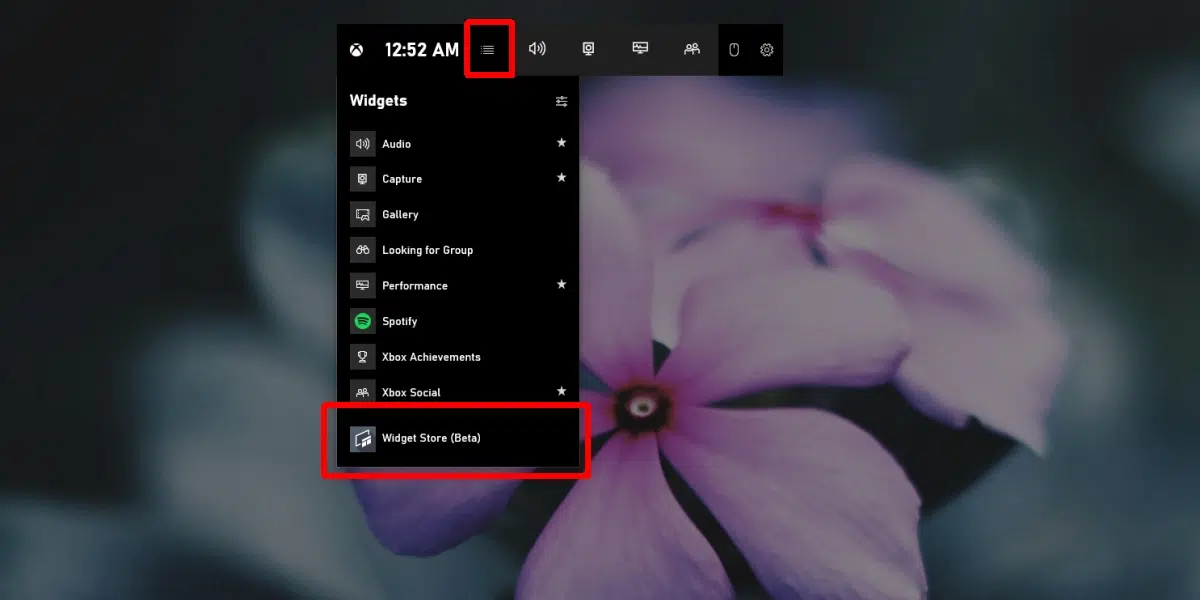 12:52 AM
Widgets
Audio
Capture
Gallery
Looking for Group
Performance
Spotify
Xbox Achievements
Xbox Social
Widget Store (Beta)